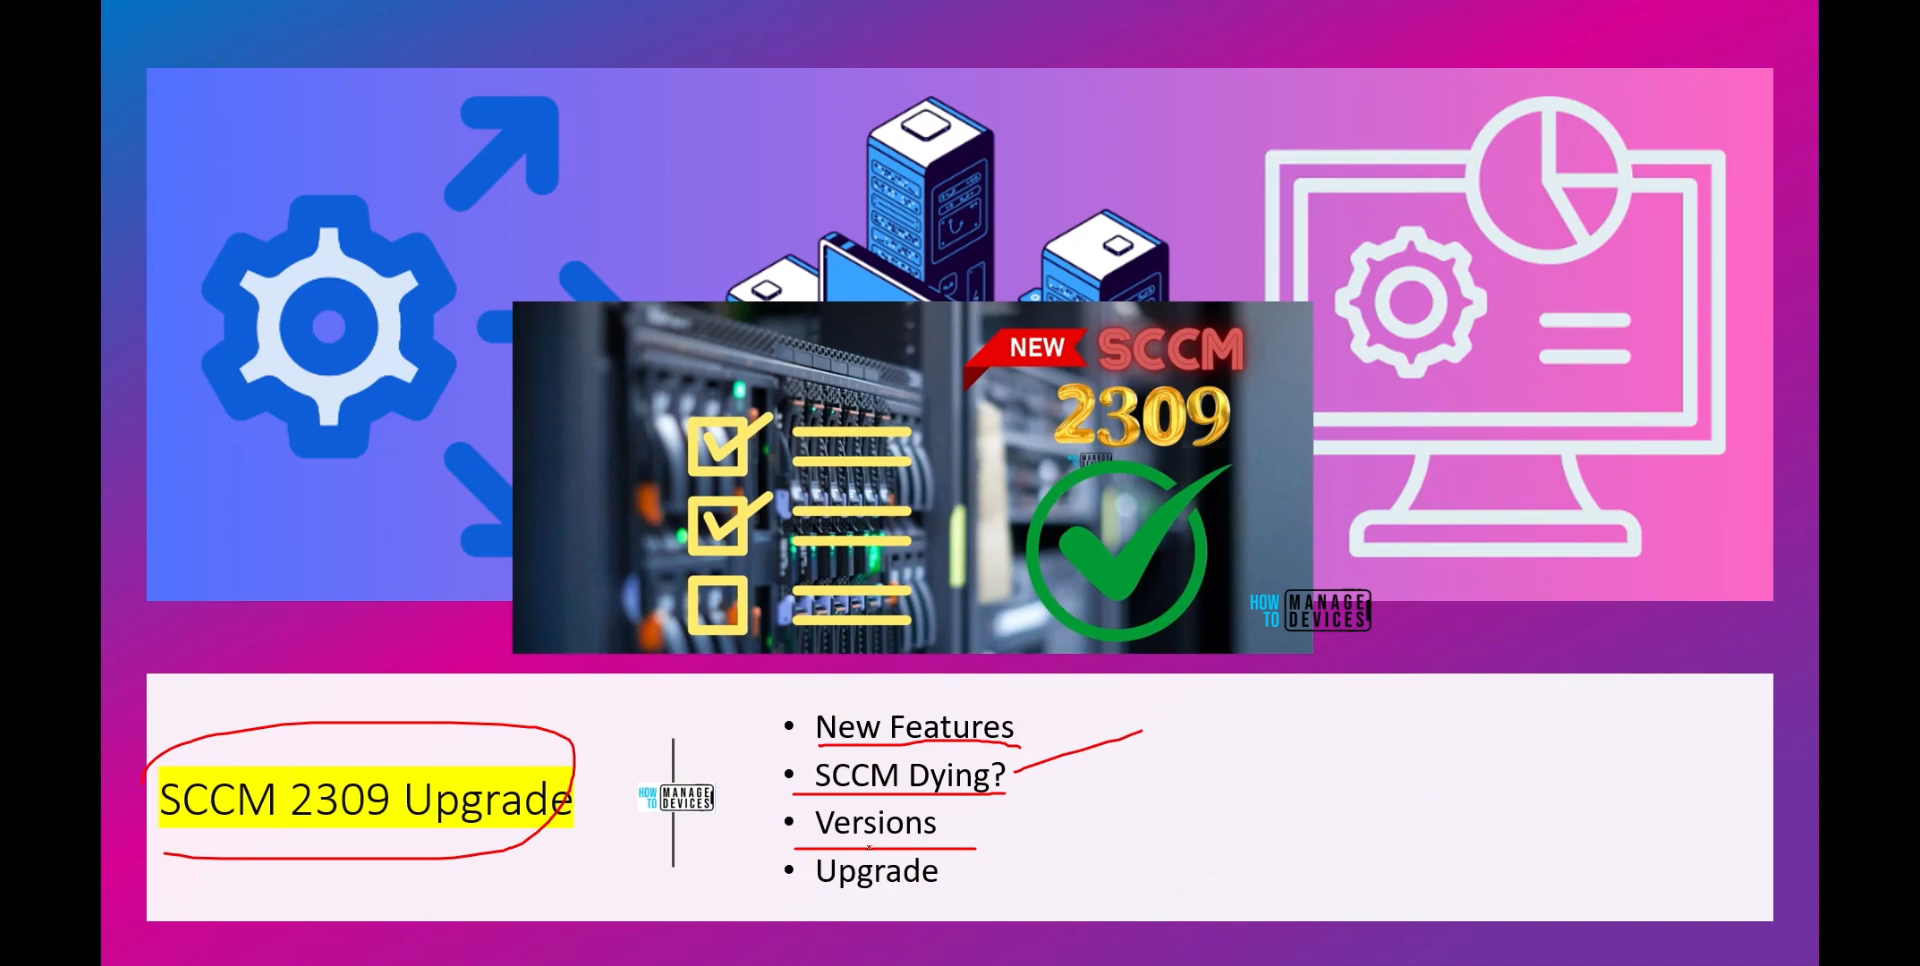 NEW SCCM
2309
MANAGE
HOW MANAGE
TO DEVICES
SCCM 2309 Upgrade
HOW MANAGE
TO DEVICES
• New Features
• SCCM Dying?
• Versions
• Upgrade